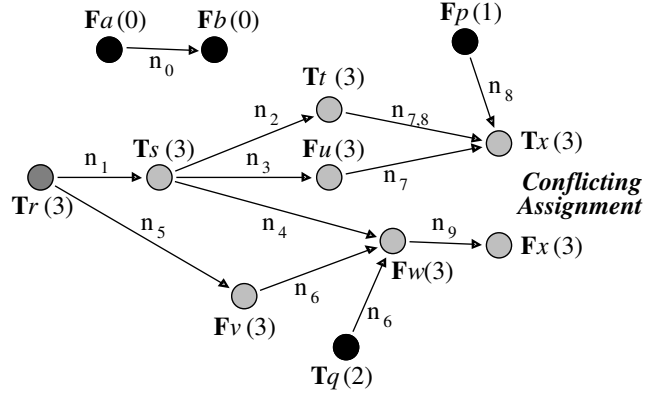 Fa(0) Fb(0) Fp(1)
n0
Tt(3)
n8
n2 n7,8
Ts(3) Fu(3) Tx(3)
n1 n3 n7
Conflicting
Tr(3) Assignment
n5 n4 n9
Fw(3) Fx(3)
n6
Fv(3) n6
Tq(2)